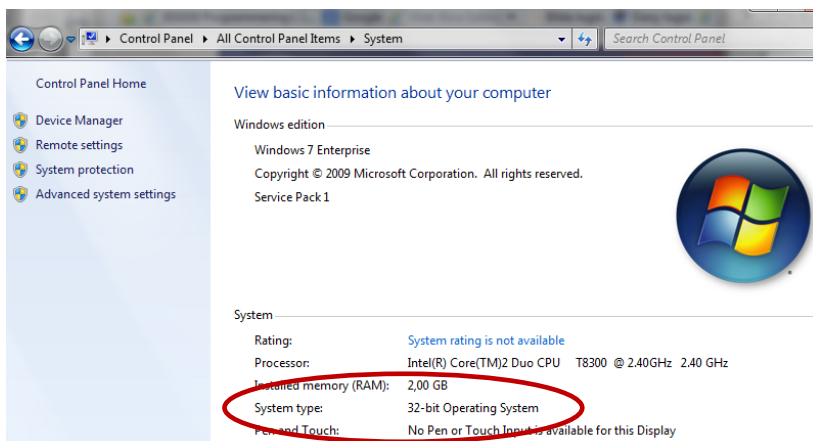 Control Panel ▸ All Control Panel Items ▸ System
Search Control Panel
Control Panel Home
Device Manager
Remote settings
System protection
Advanced system settings
View basic information about your computer
Windows edition
Windows 7 Enterprise
Copyright © 2009 Microsoft Corporation. All rights reserved.
Service Pack 1
System
Rating: System rating is not available
Processor: Intel(R) Core(TM)2 Duo CPU T8300 @ 2.40GHz 2.40 GHz
Installed memory (RAM): 2,00 GB
System type: 32-bit Operating System
Pen and Touch: No Pen or Touch Input is available for this Display